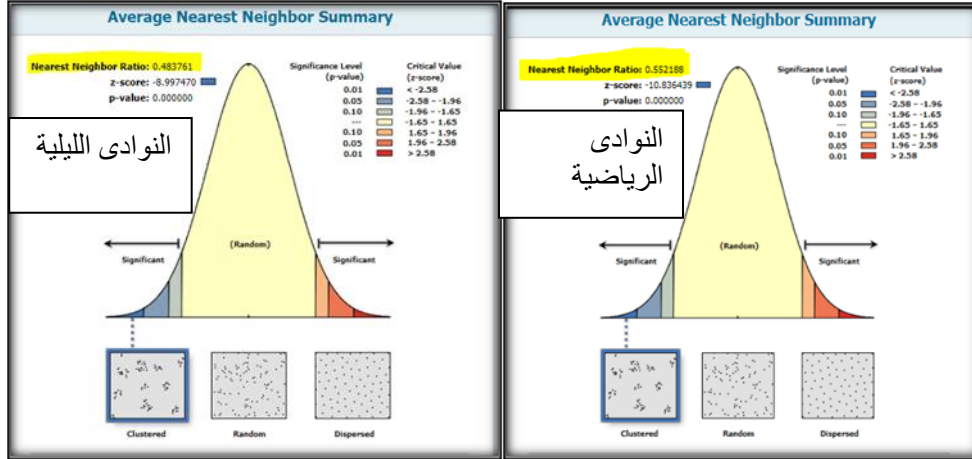 Average Nearest Neighbor Summary
Nearest Neighbor Ratio: 0.483761
z-score: -8.997470
p-value: 0.000000
Significance Level Critical Value
(p-value) (z-score)
0.01 < -2.58
0.05 -2.58 - -1.96
0.10 -1.96 - -1.65
--- -1.65 - 1.65
0.10 1.65 - 1.96
0.05 1.96 - 2.58
0.01 > 2.58
النوادى الليلية
(Random)
Significant Significant
Clustered Random Dispersed
Average Nearest Neighbor Summary
Nearest Neighbor Ratio: 0.552188
z-score: -10.836439
p-value: 0.000000
Significance Level Critical Value
(p-value) (z-score)
0.01 < -2.58
0.05 -2.58 - -1.96
0.10 -1.96 - -1.65
--- -1.65 - 1.65
0.10 1.65 - 1.96
0.05 1.96 - 2.58
0.01 > 2.58
النوادى
الرياضية
(Random)
Significant Significant
Clustered Random Dispersed